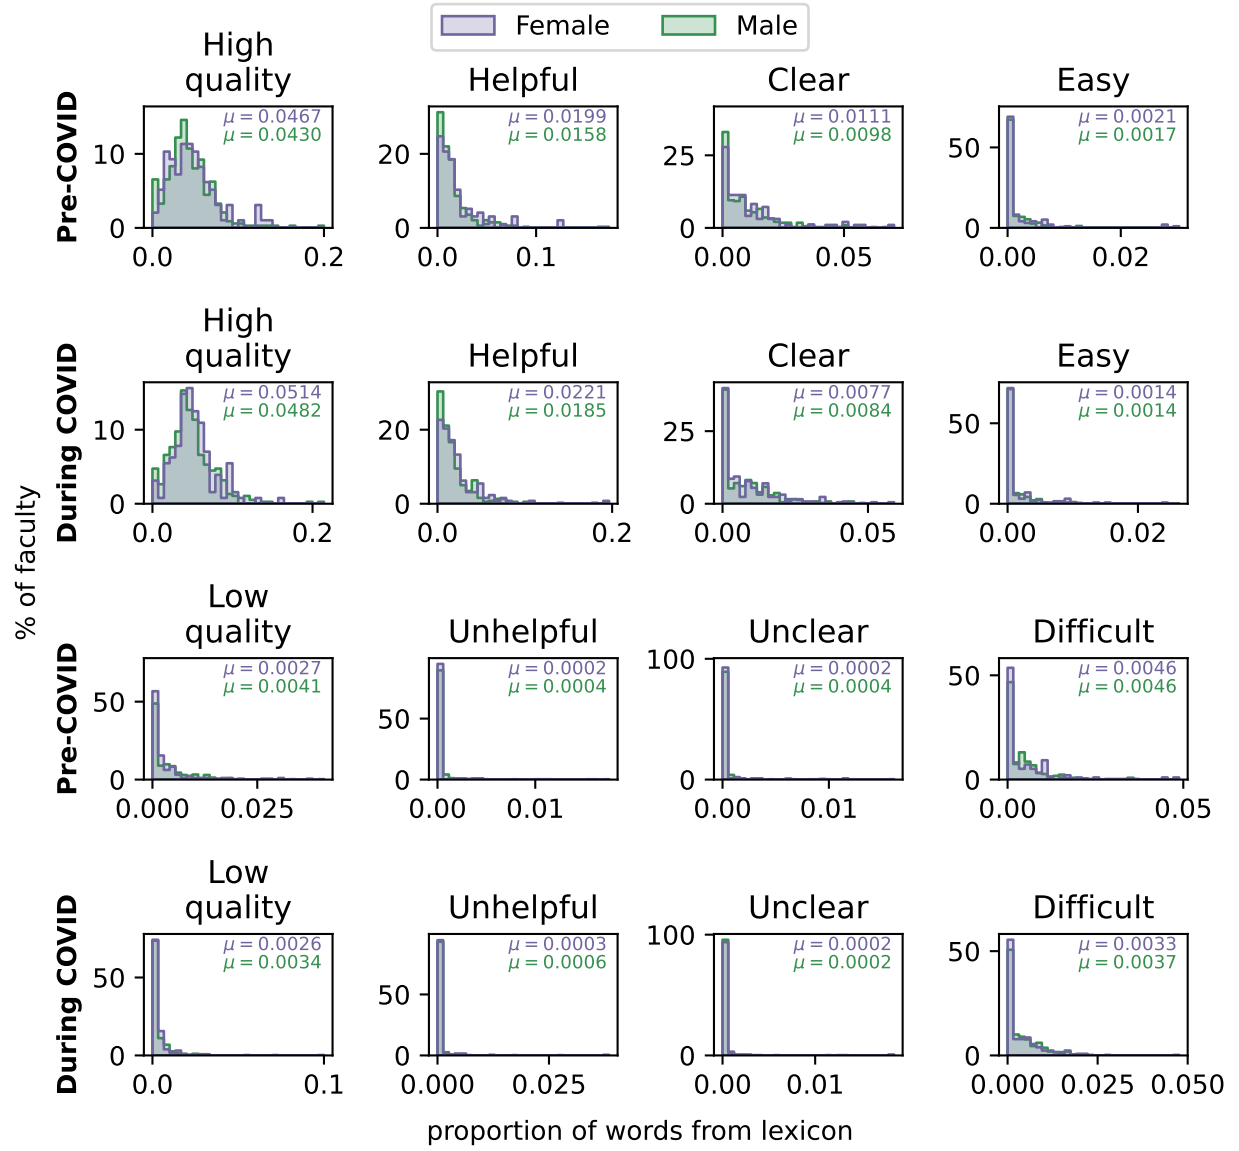 Female Male
High
quality Helpful Clear Easy
Pre-COVID
μ = 0.0467 μ = 0.0199 μ = 0.0111 μ = 0.0021
μ = 0.0430 μ = 0.0158 μ = 0.0098 μ = 0.0017
10 20 25 50
0 0 0 0
0.0 0.2 0.0 0.1 0.00 0.05 0.00 0.02
High
quality Helpful Clear Easy
During COVID
μ = 0.0514 μ = 0.0221 μ = 0.0077 μ = 0.0014
μ = 0.0482 μ = 0.0185 μ = 0.0084 μ = 0.0014
10 20 25 50
0 0 0 0
0.0 0.2 0.0 0.2 0.00 0.05 0.00 0.02
% of faculty
Low
quality Unhelpful Unclear Difficult
Pre-COVID
μ = 0.0027 μ = 0.0002 μ = 0.0002 μ = 0.0046
μ = 0.0041 μ = 0.0004 μ = 0.0004 μ = 0.0046
50 50 100 50
0 0 0 0
0.000 0.025 0.00 0.01 0.00 0.01 0.00 0.05
Low
quality Unhelpful Unclear Difficult
During COVID
μ = 0.0026 μ = 0.0003 μ = 0.0002 μ = 0.0033
μ = 0.0034 μ = 0.0006 μ = 0.0002 μ = 0.0037
50 50 100 50
0 0 0 0
0.0 0.1 0.000 0.025 0.00 0.01 0.000 0.025 0.050
proportion of words from lexicon